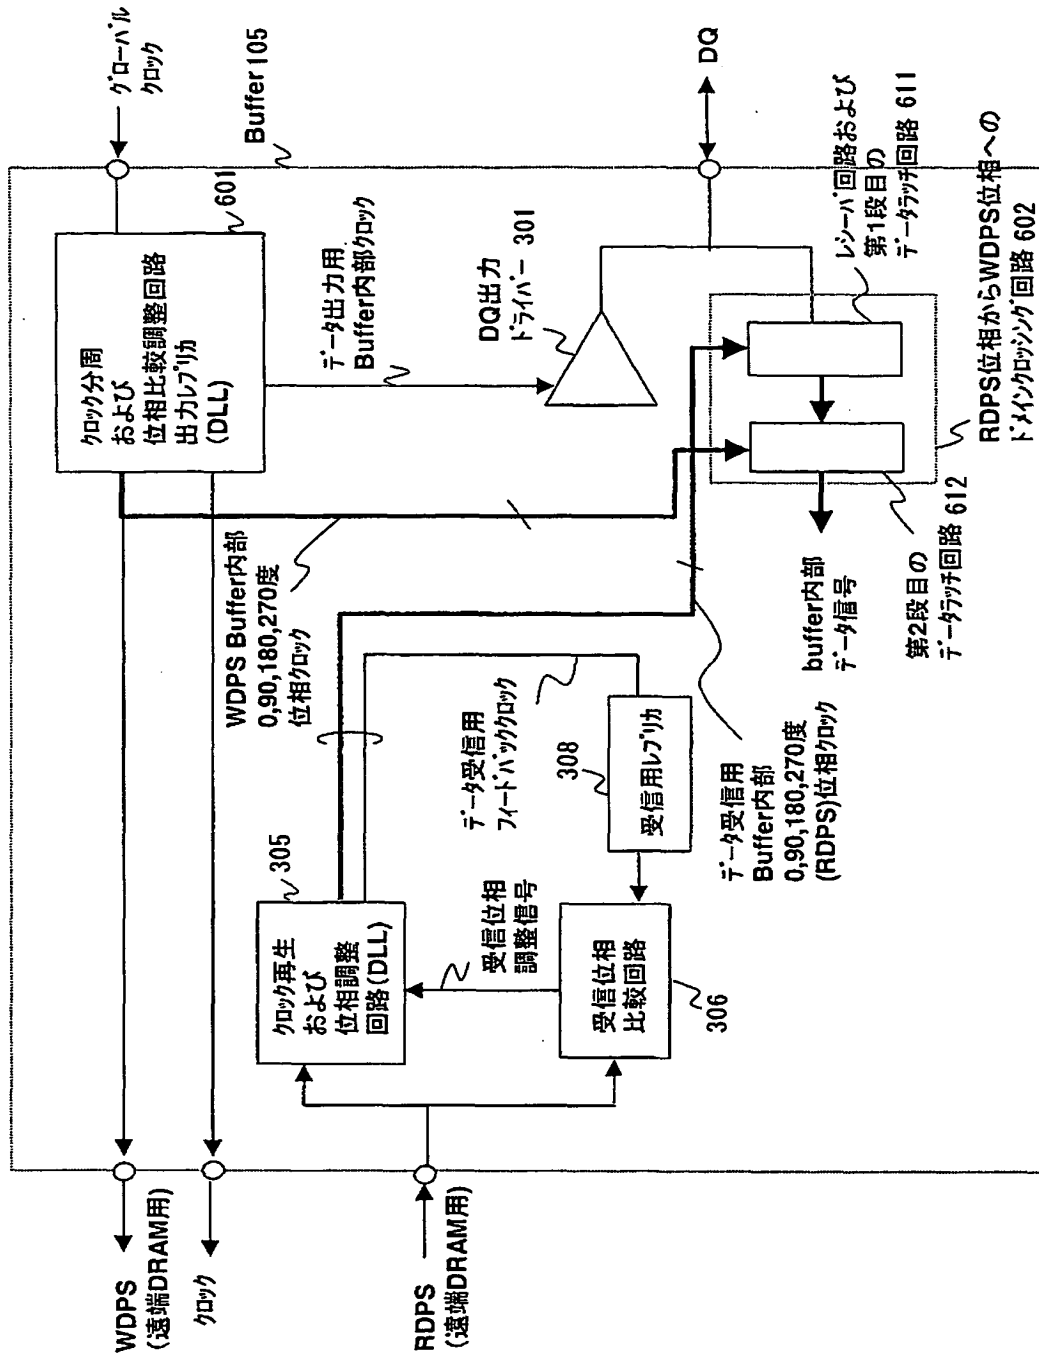 WDPS
(遠端DRAM用)
クロック
RDPS
(遠端DRAM用)
クロック再生
および
位相調整
回路(DLL)
305
受信位相
調整信号
受信位相
比較回路
306
WDPS Buffer内部
0,90,180,270度
位相クロック
データ受信用
フィードバッククロック
308
受信用レプリカ
データ受信用
Buffer内部
0,90,180,270度
(RDPS)位相クロック
クロック分周
および
位相比較調整回路
出力レプリカ
(DLL)
601
データ出力用
Buffer内部クロック
DQ出力
ドライバー 301
buffer内部
データ信号
第2段目の
データラッチ回路 612
グローバル
クロック
Buffer 105
DQ
レシーバ回路および
第1段目の
データラッチ回路 611
RDPS位相からWDPS位相への
ドメインクロッシング回路 602